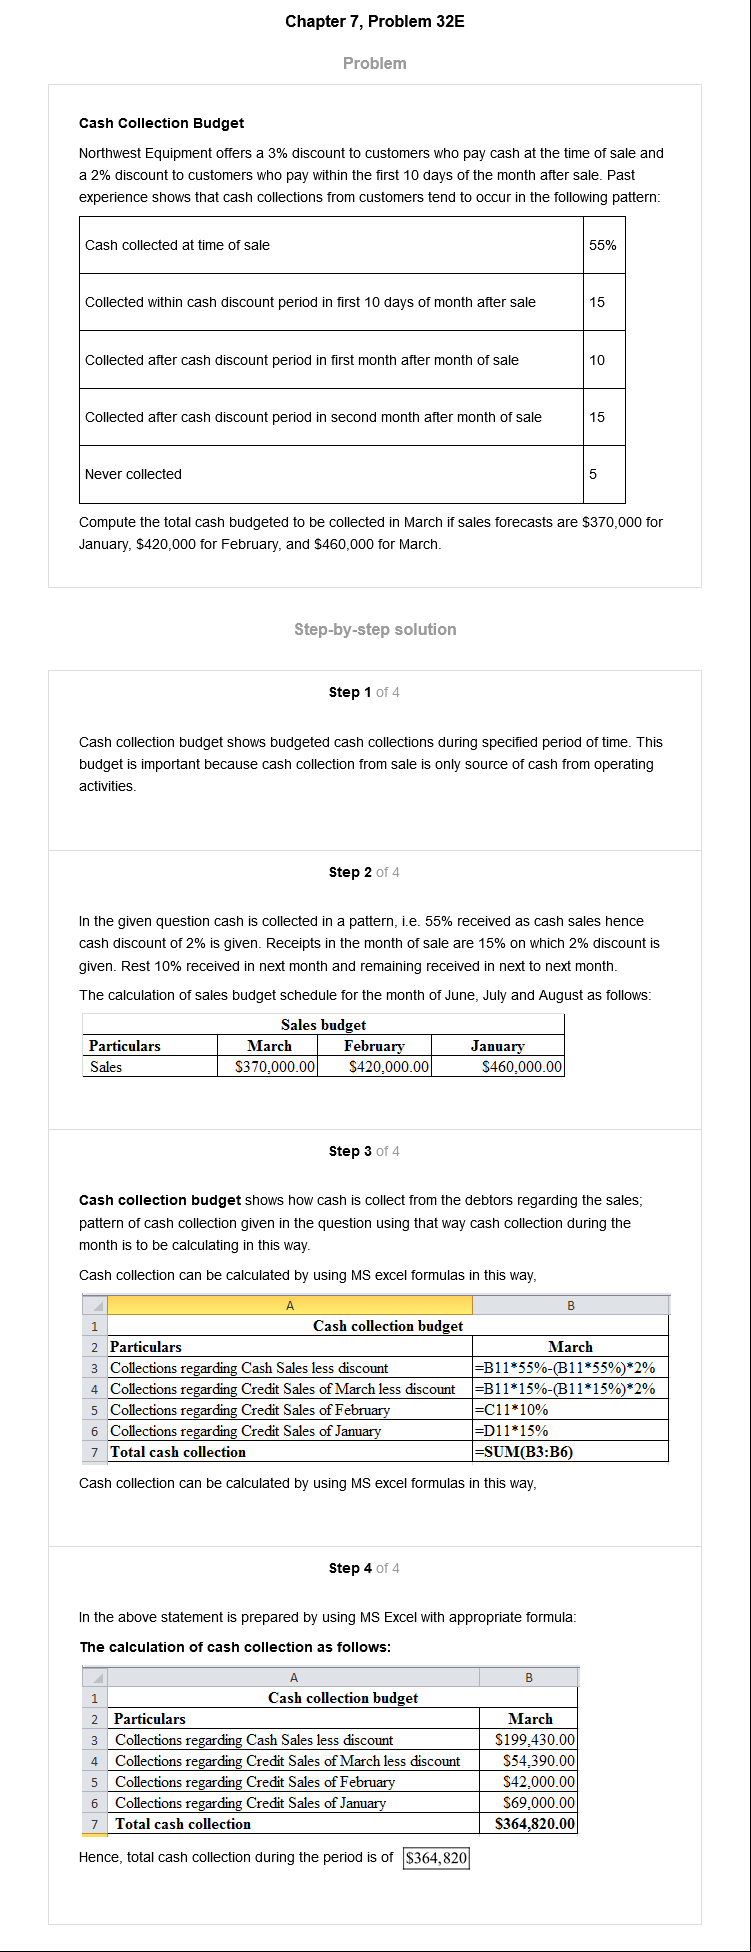 Chapter 7, Problem 32E
Problem
Cash Collection Budget
Northwest Equipment offers a 3% discount to customers who pay cash at the time of sale and
a 2% discount to customers who pay within the first 10 days of the month after sale. Past
experience shows that cash collections from customers tend to occur in the following pattern:
Cash collected at time of sale 55%
Collected within cash discount period in first 10 days of month after sale 15
Collected after cash discount period in first month after month of sale 10
Collected after cash discount period in second month after month of sale 15
Never collected 5
Compute the total cash budgeted to be collected in March if sales forecasts are $370,000 for
January, $420,000 for February, and $460,000 for March.
Step-by-step solution
Step 1 of 4
Cash collection budget shows budgeted cash collections during specified period of time. This
budget is important because cash collection from sale is only source of cash from operating
activities.
Step 2 of 4
In the given question cash is collected in a pattern, i.e. 55% received as cash sales hence
cash discount of 2% is given. Receipts in the month of sale are 15% on which 2% discount is
given. Rest 10% received in next month and remaining received in next to next month.
The calculation of sales budget schedule for the month of June, July and August as follows:
Sales budget
Particulars March February January
Sales $370,000.00 $420,000.00 $460,000.00
Step 3 of 4
Cash collection budget shows how cash is collect from the debtors regarding the sales;
pattern of cash collection given in the question using that way cash collection during the
month is to be calculating in this way.
Cash collection can be calculated by using MS excel formulas in this way,
A B
1 Cash collection budget
2 Particulars March
3 Collections regarding Cash Sales less discount =B11*55%-(B11*55%)*2%
4 Collections regarding Credit Sales of March less discount =B11*15%-(B11*15%)*2%
5 Collections regarding Credit Sales of February =C11*10%
6 Collections regarding Credit Sales of January =D11*15%
7 Total cash collection =SUM(B3:B6)
Cash collection can be calculated by using MS excel formulas in this way,
Step 4 of 4
In the above statement is prepared by using MS Excel with appropriate formula:
The calculation of cash collection as follows:
A B
1 Cash collection budget
2 Particulars March
3 Collections regarding Cash Sales less discount $199,430.00
4 Collections regarding Credit Sales of March less discount $54,390.00
5 Collections regarding Credit Sales of February $42,000.00
6 Collections regarding Credit Sales of January $69,000.00
7 Total cash collection $364,820.00
Hence, total cash collection during the period is of $364,820